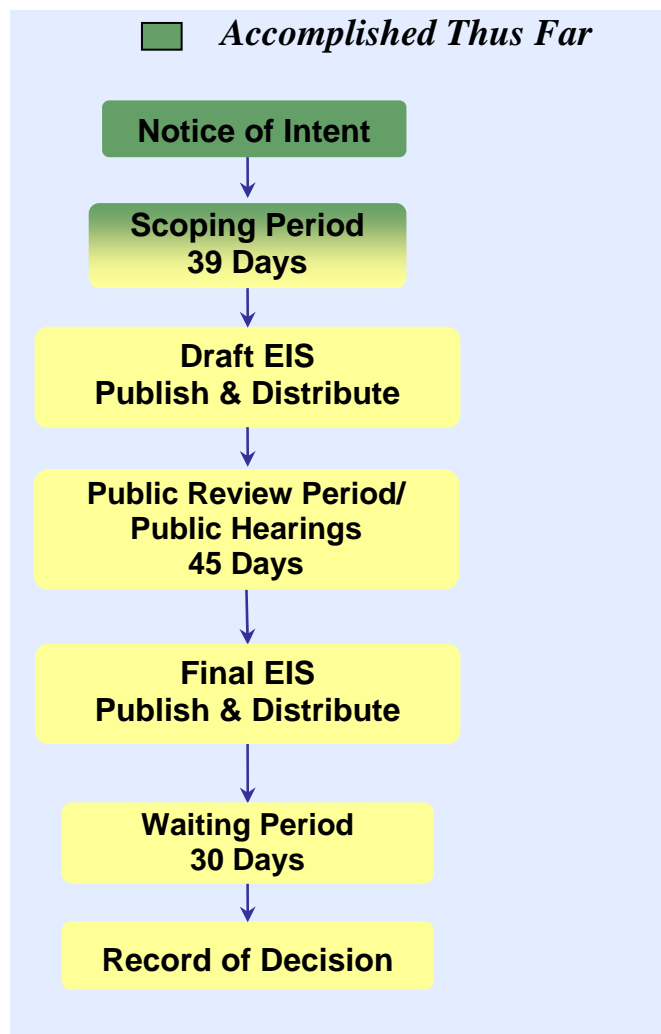 Accomplished Thus Far
Notice of Intent
Scoping Period
39 Days
Draft EIS
Publish & Distribute
Public Review Period/
Public Hearings
45 Days
Final EIS
Publish & Distribute
Waiting Period
30 Days
Record of Decision